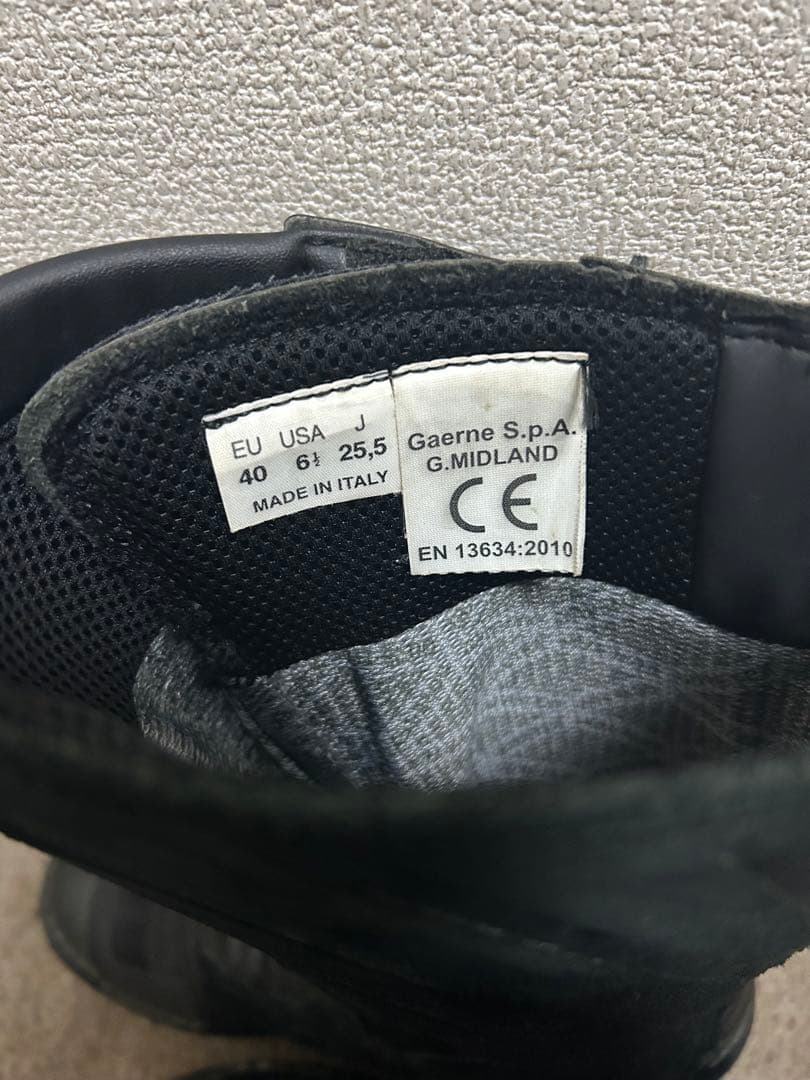 EU USA J
40 6½ 25,5
MADE IN ITALY
Gaerne S.p.A.
G.MIDLAND
CE
EN 13634:2010